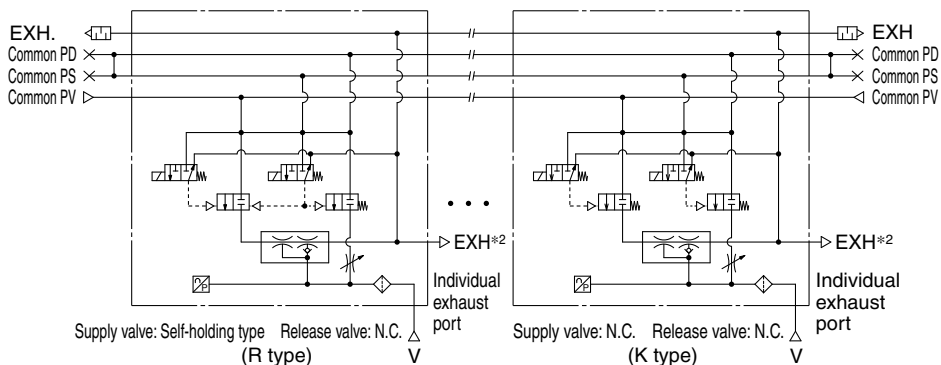 EXH.
Common PD
Common PS
Common PV
EXH
Common PD
Common PS
Common PV
EXH*2
Individual
exhaust
port
EXH*2
Individual
exhaust
port
Supply valve: Self-holding type Release valve: N.C.
(R type)
V
Supply valve: N.C. Release valve: N.C.
(K type)
V